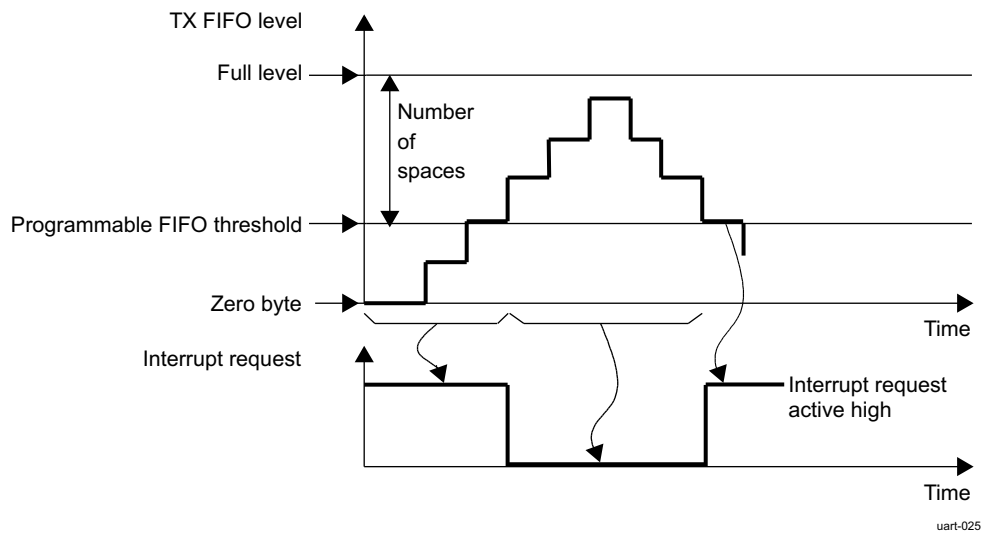 TX FIFO level
Full level
Number
of
spaces
Programmable FIFO threshold
Zero byte
Time
Interrupt request
Interrupt request
active high
Time
uart-025